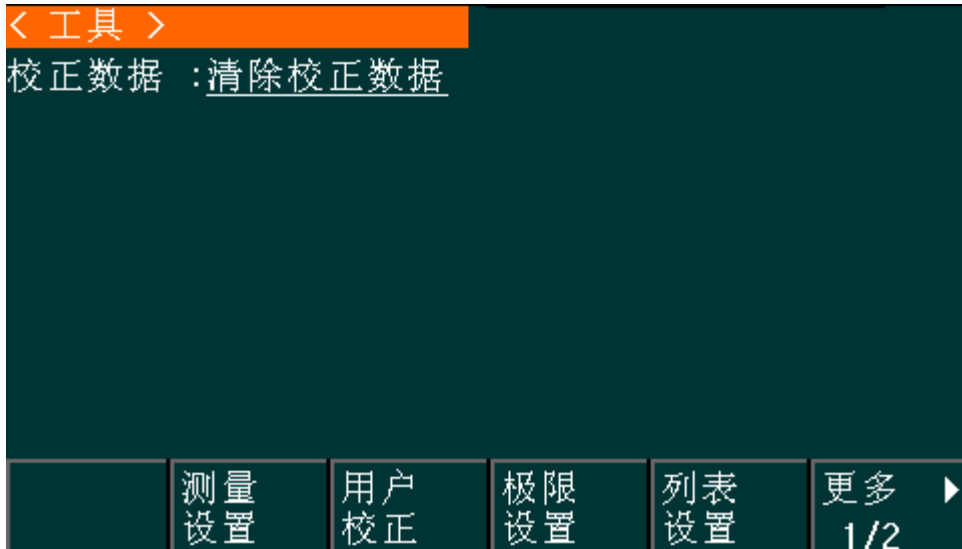 < 工具 >
校正数据 :清除校正数据
测量设置
用户校正
极限设置
列表设置
更多 ▶
1/2